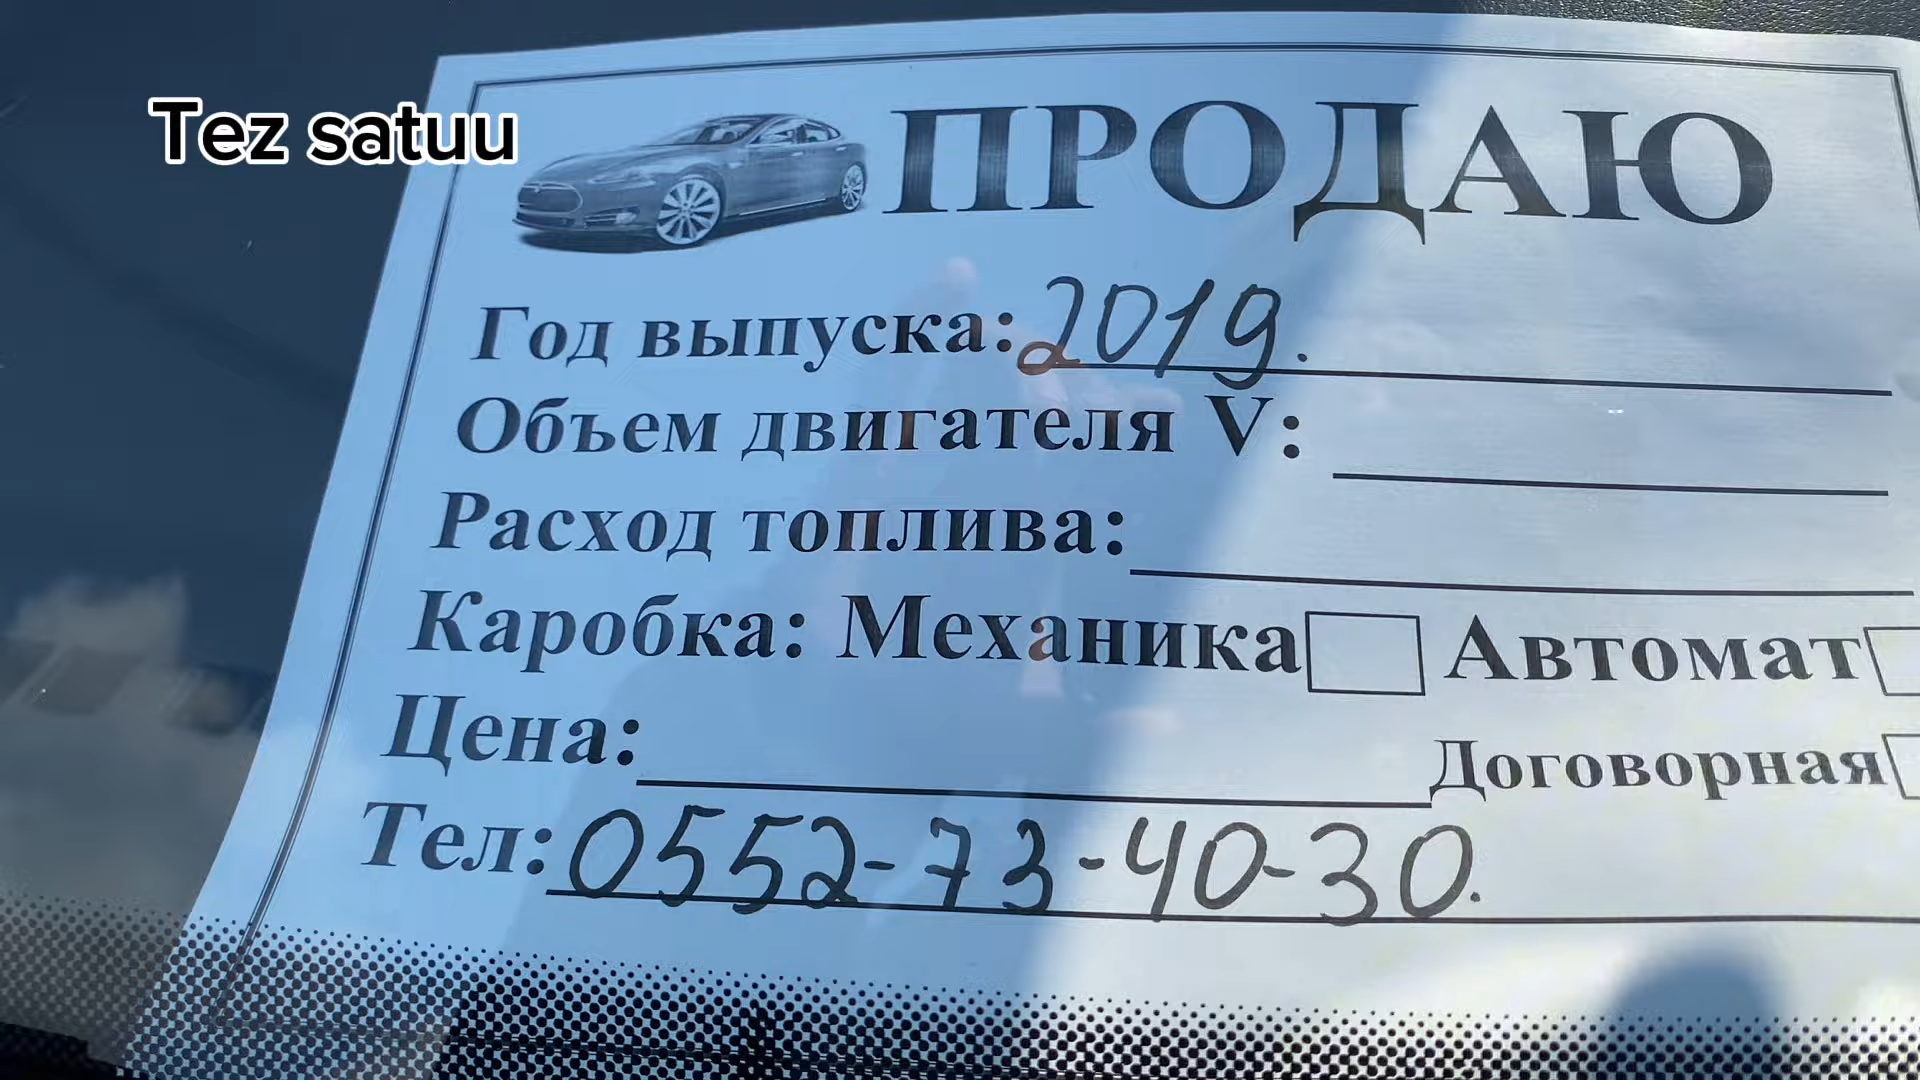 Tez satuu
ПРОДАЮ
Год выпуска: 2019.
Объем двигателя V:
Расход топлива:
Каробка: Механика Автомат
Цена: Договорная
Тел: 0552-73-40-30.